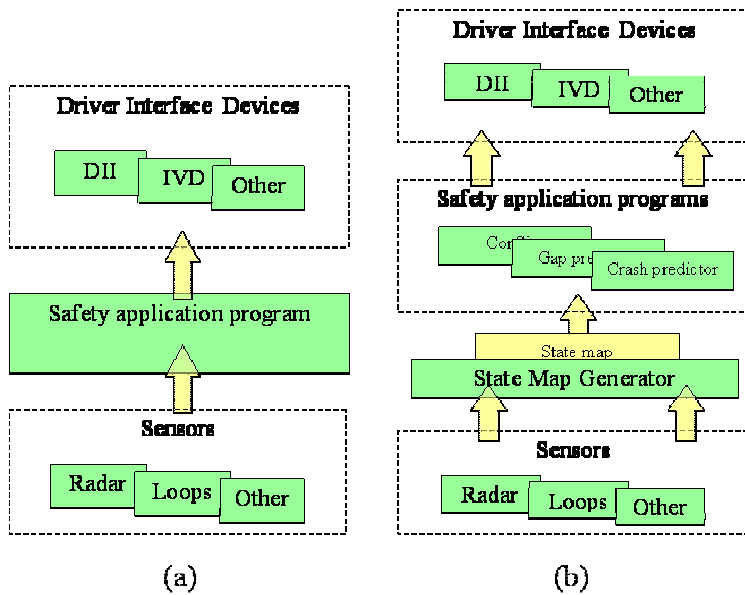 Driver Interface Devices
DII
IVD
Other
Safety application program
Sensors
Radar
Loops
Other
(a)
Driver Interface Devices
DII
IVD
Other
Safety application programs
Gap
Crash predictor
State map
State Map Generator
Sensors
Radar
Loops
Other
(b)